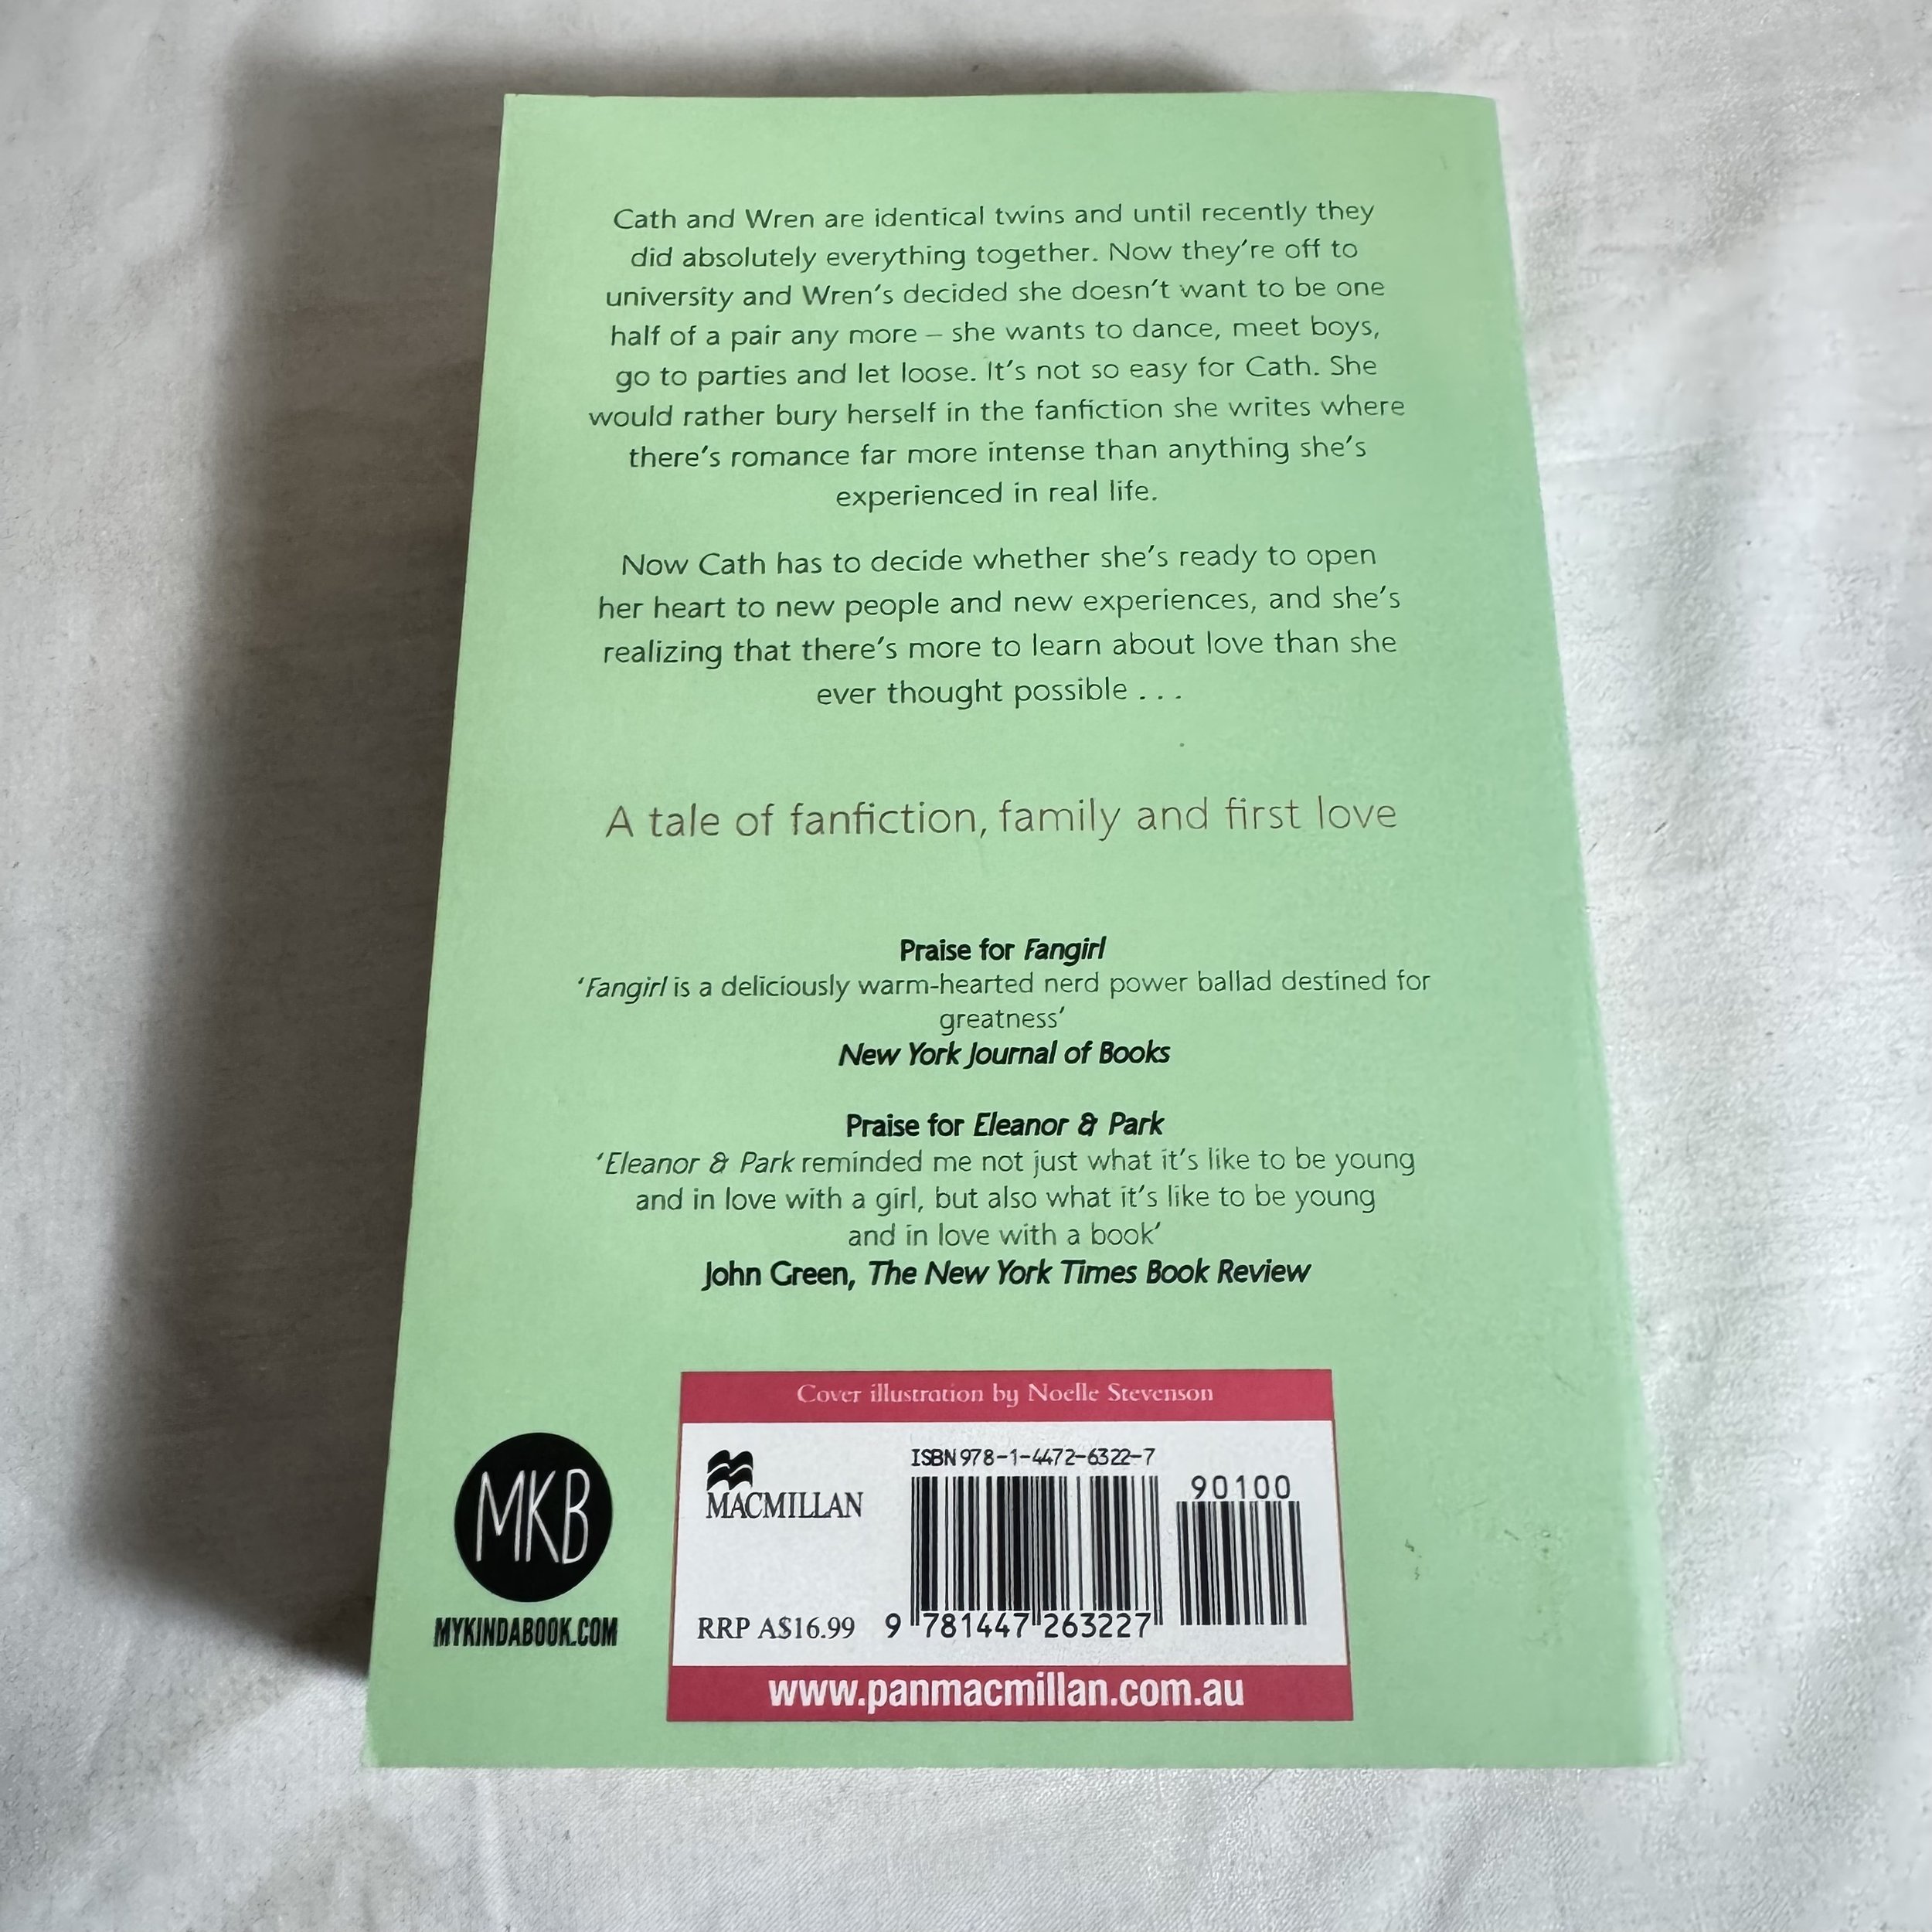 Cath and Wren are identical twins and until recently they
did absolutely everything together. Now they're off to
university and Wren's decided she doesn't want to be one
half of a pair any more – she wants to dance, meet boys,
go to parties and let loose. It's not so easy for Cath. She
would rather bury herself in the fanfiction she writes where
there's romance far more intense than anything she's
experienced in real life.
Now Cath has to decide whether she's ready to open
her heart to new people and new experiences, and she's
realizing that there's more to learn about love than she
ever thought possible . . .
A tale of fanfiction, family and first love
Praise for Fangirl
'Fangirl is a deliciously warm-hearted nerd power ballad destined for
greatness'
New York Journal of Books
Praise for Eleanor & Park
'Eleanor & Park reminded me not just what it's like to be young
and in love with a girl, but also what it's like to be young
and in love with a book'
John Green, The New York Times Book Review
Cover illustration by Noelle Stevenson
ISBN 978-1-4472-6322-7
90100
MACMILLAN
RRP A$16.99
9 781447 263227
www.panmacmillan.com.au
MKB
MYKINDABOOK.COM